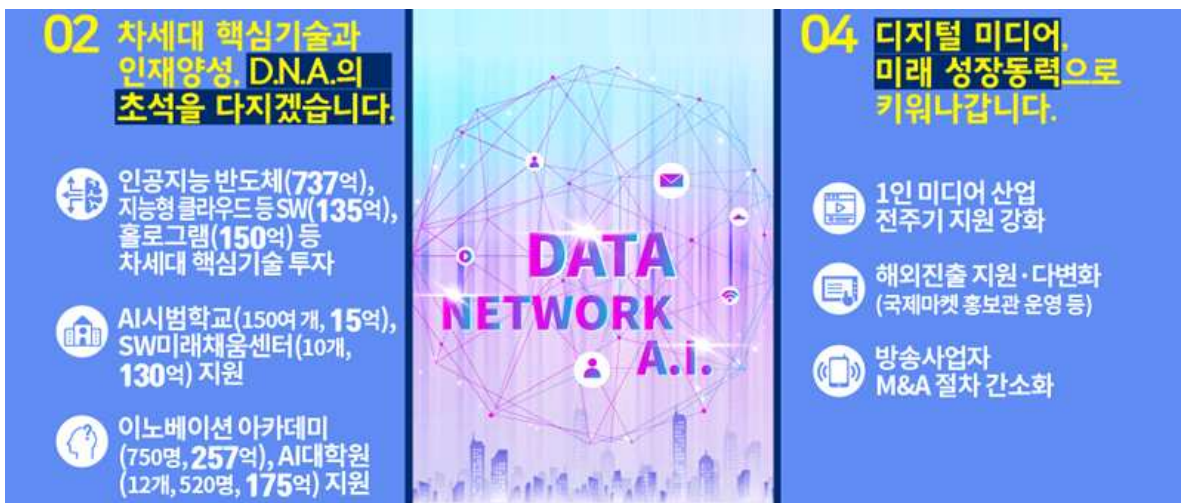 02 차세대 핵심기술과
인재양성, D.N.A.의
초석을 다지겠습니다.
인공지능 반도체(737억),
지능형 클라우드 등 SW(135억),
홀로그램(150억) 등
차세대 핵심기술 투자
AI시범학교(150여 개, 15억),
SW미래채움센터(10개,
130억) 지원
이노베이션 아카데미
(750명, 257억), AI대학원
(12개, 520명, 175억) 지원
DATA
NETWORK
A.i.
04 디지털 미디어,
미래 성장동력으로
키워나갑니다.
1인 미디어 산업
전주기 지원 강화
해외진출 지원·다변화
(국제마켓 홍보관 운영 등)
방송사업자
M&A 절차 간소화